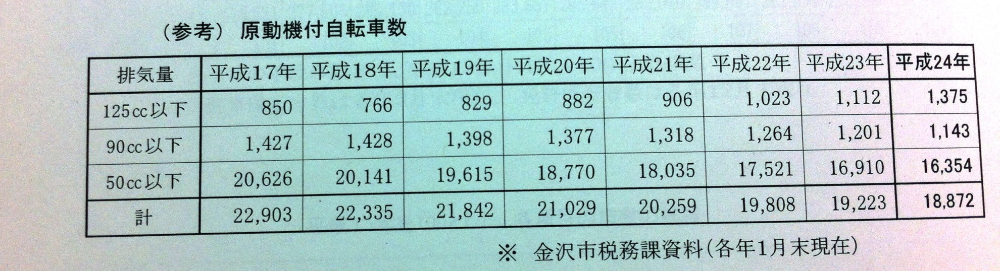 （参考） 原動機付自転車数
排気量 平成17年 平成18年 平成19年 平成20年 平成21年 平成22年 平成23年 平成24年
125cc以下 850 766 829 882 906 1,023 1,112 1,375
90cc以下 1,427 1,428 1,398 1,377 1,318 1,264 1,201 1,143
50cc以下 20,626 20,141 19,615 18,770 18,035 17,521 16,910 16,354
計 22,903 22,335 21,842 21,029 20,259 19,808 19,223 18,872
※ 金沢市税務課資料(各年1月末現在)